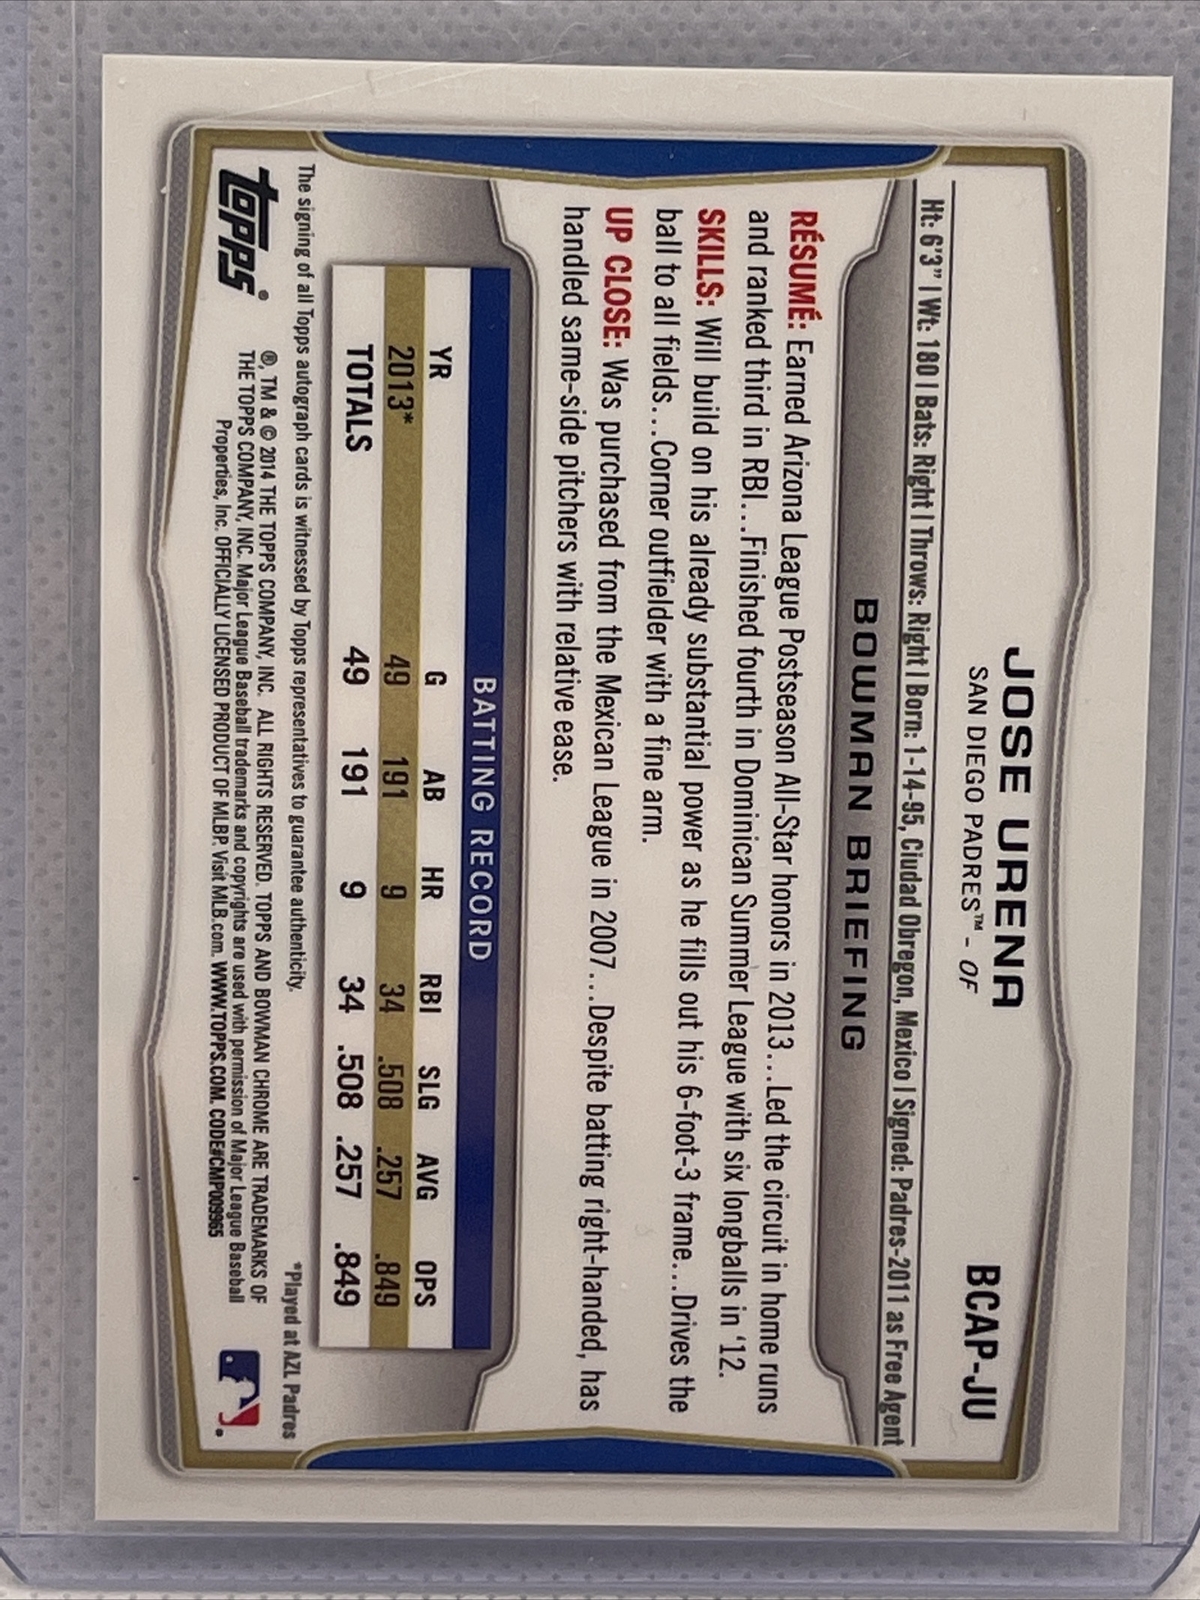 JOSE URENA
SAN DIEGO PADRES™ - OF
BCAP-JU
Ht: 6'3" | Wt: 180 | Bats: Right | Throws: Right | Born: 1-14-95, Ciudad Obregon, Mexico | Signed: Padres-2011 as Free Agent
BOWMAN BRIEFING
RÉSUMÉ: Earned Arizona League Postseason All-Star honors in 2013...Led the circuit in home runs
and ranked third in RBI...Finished fourth in Dominican Summer League with six longballs in '12.
SKILLS: Will build on his already substantial power as he fills out his 6-foot-3 frame...Drives the
ball to all fields...Corner outfielder with a fine arm.
UP CLOSE: Was purchased from the Mexican League in 2007...Despite batting right-handed, has
handled same-side pitchers with relative ease.
BATTING RECORD
YR G AB HR RBI SLG AVG OPS
2013* 49 191 9 34 .508 .257 .849
TOTALS 49 191 9 34 .508 .257 .849
*Played at AZL Padres
The signing of all Topps autograph cards is witnessed by Topps representatives to guarantee authenticity.
topps®
®, TM & © 2014 THE TOPPS COMPANY, INC. ALL RIGHTS RESERVED. TOPPS AND BOWMAN CHROME ARE TRADEMARKS OF
THE TOPPS COMPANY, INC. Major League Baseball trademarks and copyrights are used with permission of Major League Baseball
Properties, Inc. OFFICIALLY LICENSED PRODUCT OF MLBP. Visit MLB.com. WWW.TOPPS.COM. CODE#CMP009965